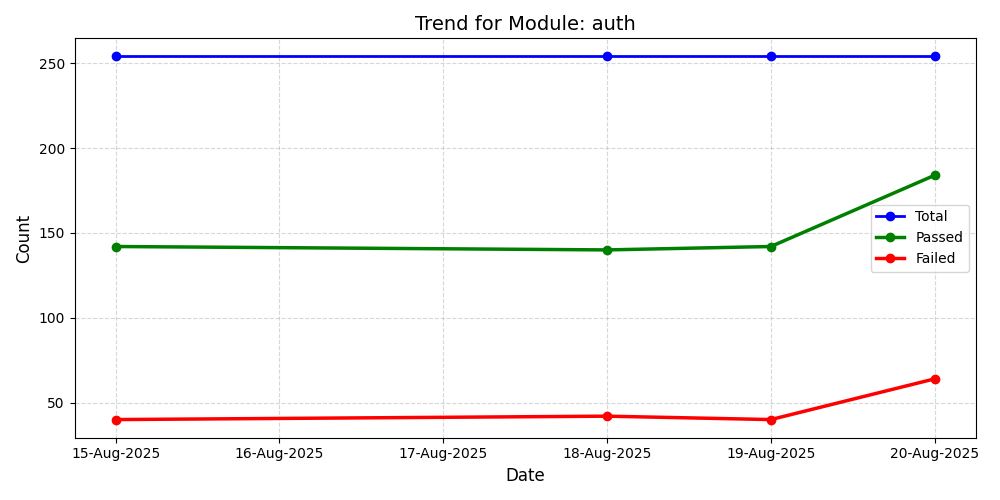 Trend for Module: auth
Count
250
200
150
100
50
Total
Passed
Failed
15-Aug-2025
16-Aug-2025
17-Aug-2025
18-Aug-2025
19-Aug-2025
20-Aug-2025
Date